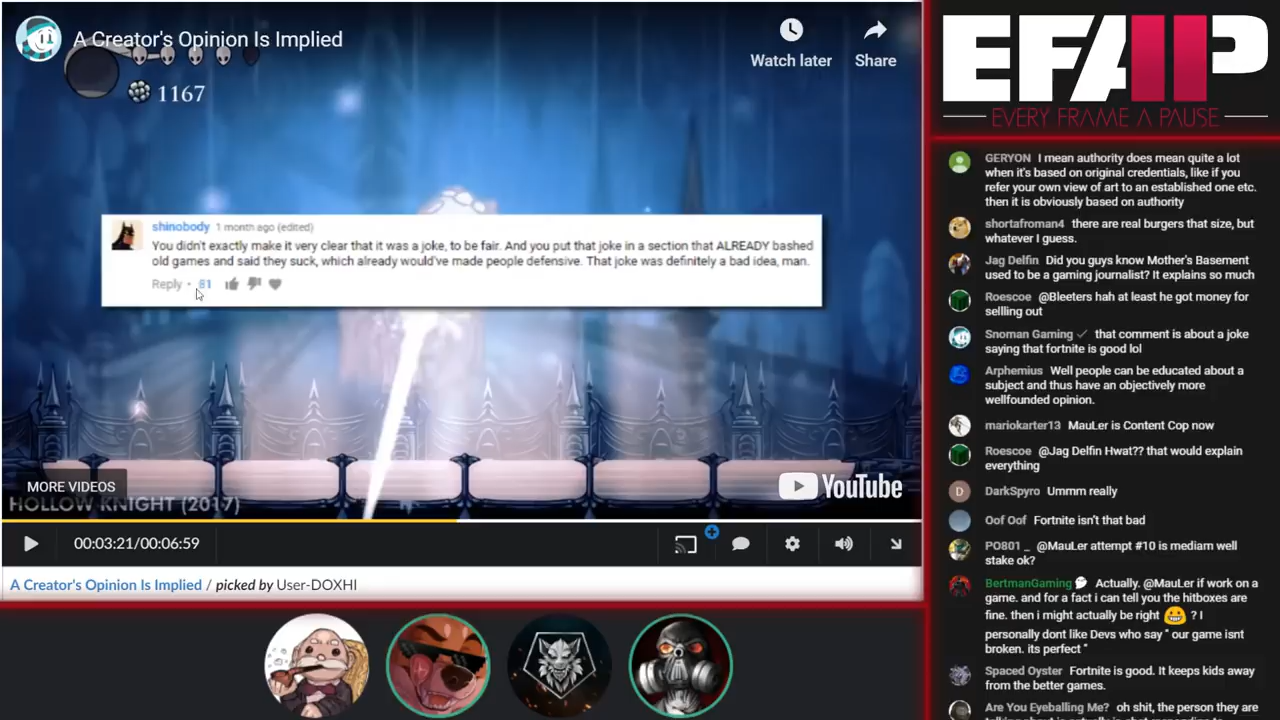 A Creator's Opinion Is Implied
Watch later
Share
1167
shinobody 1 month ago (edited)
You didn't exactly make it very clear that it was a joke, to be fair. And you put that joke in a section that ALREADY bashed
old games and said they suck, which already would've made people defensive. That joke was definitely a bad idea, man.
Reply • 81
MORE VIDEOS
YouTube
HOLLOW KNIGHT (2017)
00:03:21/00:06:59
A Creator's Opinion Is Implied / picked by User-DOXHI
EFAP
EVERY FRAME A PAUSE
GERYON I mean authority does mean quite a lot
when it's based on original credentials, like if you
refer your own view of art to an established one etc.
then it is obviously based on authority
shortafroman4 there are real burgers that size, but
whatever I guess.
Jag Delfin Did you guys know Mother's Basement
used to be a gaming journalist? It explains so much
Roescoe @Bleeters hah at least he got money for
sellling out
Snoman Gaming ✓ that comment is about a joke
saying that fortnite is good lol
Arphemius Well people can be educated about a
subject and thus have an objectively more
wellfounded opinion.
mariokarter13 MauLer is Content Cop now
Roescoe @Jag Delfin Hwat?? that would explain
everything
D
DarkSpyro Ummm really
Oof Oof Fortnite isn't that bad
PO801 _ @MauLer attempt #10 is mediam well
stake ok?
BertmanGaming Actually. @MauLer if work on a
game. and for a fact i can tell you the hitboxes are
fine. then i might actually be right 😬 ? I
personally dont like Devs who say " our game isnt
broken. its perfect "
Spaced Oyster Fortnite is good. It keeps kids away
from the better games.
Are You Eyeballing Me? oh shit, the person they are